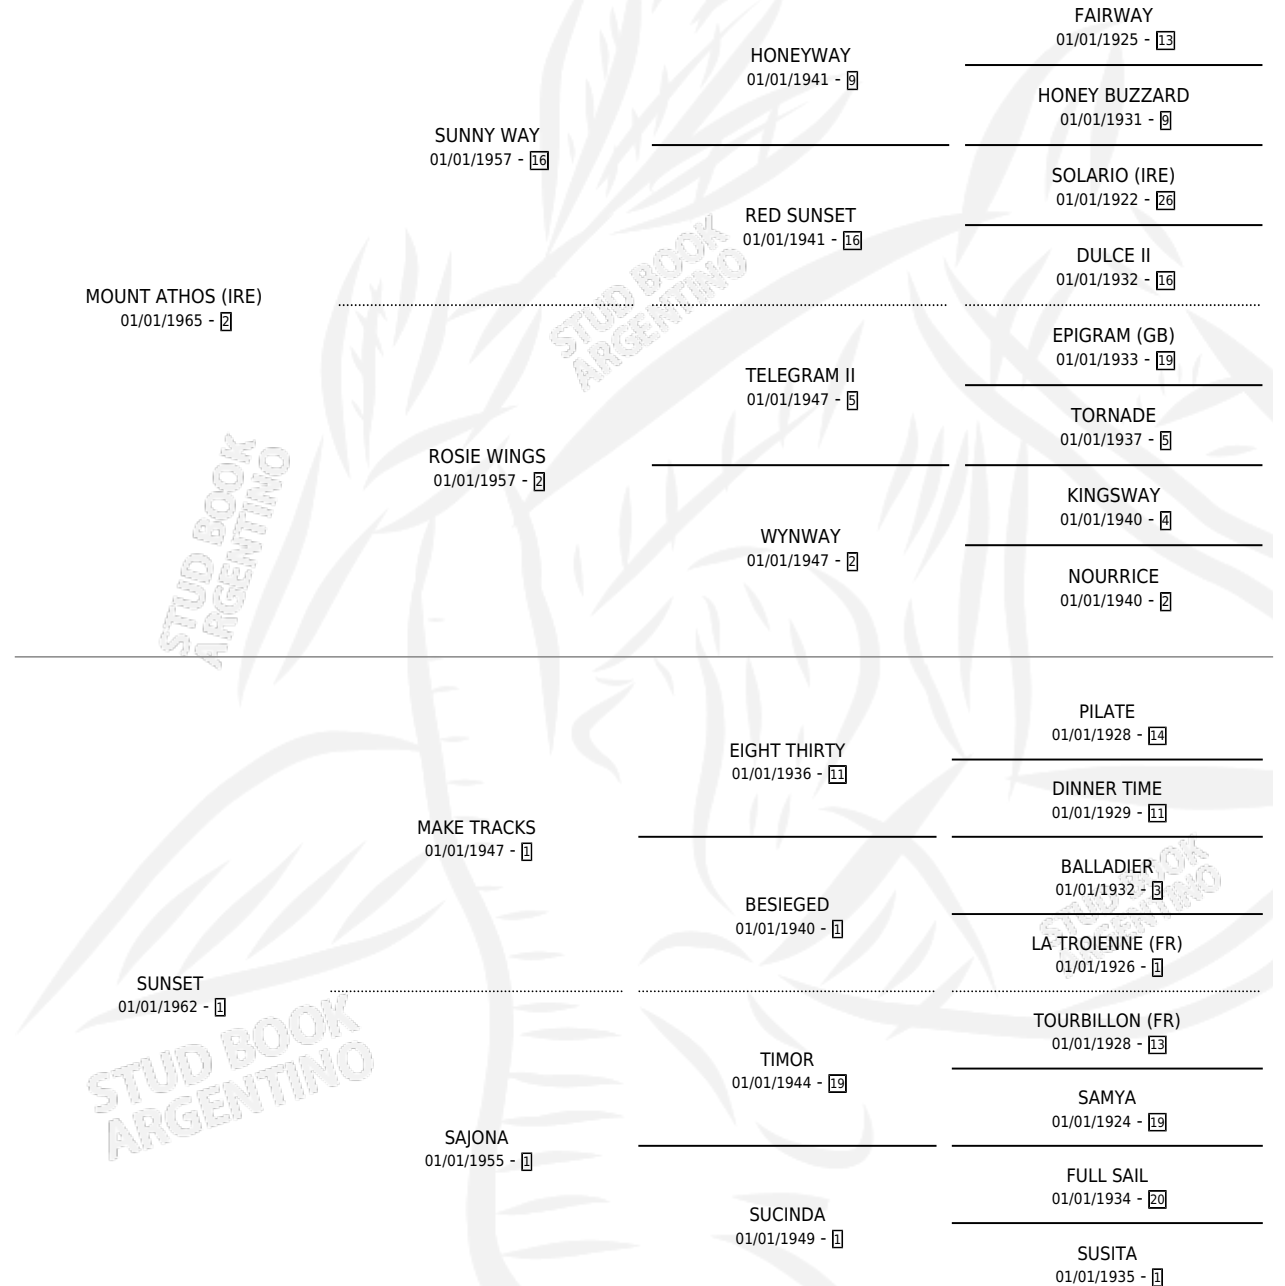 FAIRWAY
01/01/1925 - 13
HONEYWAY
01/01/1941 - 9
HONEY BUZZARD
01/01/1931 - 9
SUNNY WAY
01/01/1957 - 16
SOLARIO (IRE)
01/01/1922 - 26
RED SUNSET
01/01/1941 - 16
DULCE II
01/01/1932 - 16
MOUNT ATHOS (IRE)
01/01/1965 - 2
EPIGRAM (GB)
01/01/1933 - 19
TELEGRAM II
01/01/1947 - 5
TORNADE
01/01/1937 - 5
ROSIE WINGS
01/01/1957 - 2
KINGSWAY
01/01/1940 - 4
WYNWAY
01/01/1947 - 2
NOURRICE
01/01/1940 - 2
PILATE
01/01/1928 - 14
EIGHT THIRTY
01/01/1936 - 11
DINNER TIME
01/01/1929 - 11
MAKE TRACKS
01/01/1947 - 1
BALLADIER
01/01/1932 - 3
BESIEGED
01/01/1940 - 1
LA TROIENNE (FR)
01/01/1926 - 1
SUNSET
01/01/1962 - 1
TOURBILLON (FR)
01/01/1928 - 13
TIMOR
01/01/1944 - 19
SAMYA
01/01/1924 - 19
SAJONA
01/01/1955 - 1
FULL SAIL
01/01/1934 - 20
SUCINDA
01/01/1949 - 1
SUSITA
01/01/1935 - 1
STUD BOOK
ARGENTINO
STUD BOOK
ARGENTINO
STUD BOOK
ARGENTINO
STUD BOOK
ARGENTINO